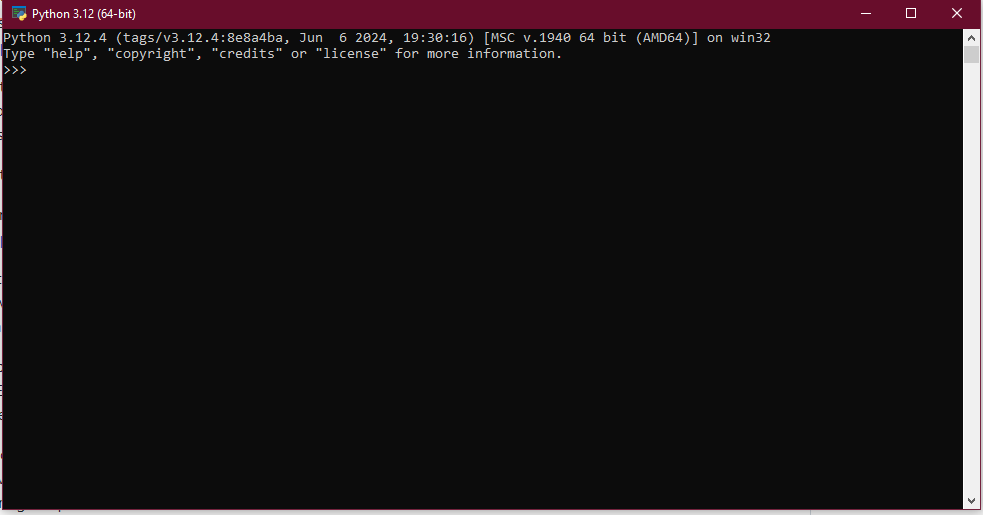 Python 3.12 (64-bit)
Python 3.12.4 (tags/v3.12.4:8e8a4ba, Jun  6 2024, 19:30:16) [MSC v.1940 64 bit (AMD64)] on win32
Type "help", "copyright", "credits" or "license" for more information.
>>>